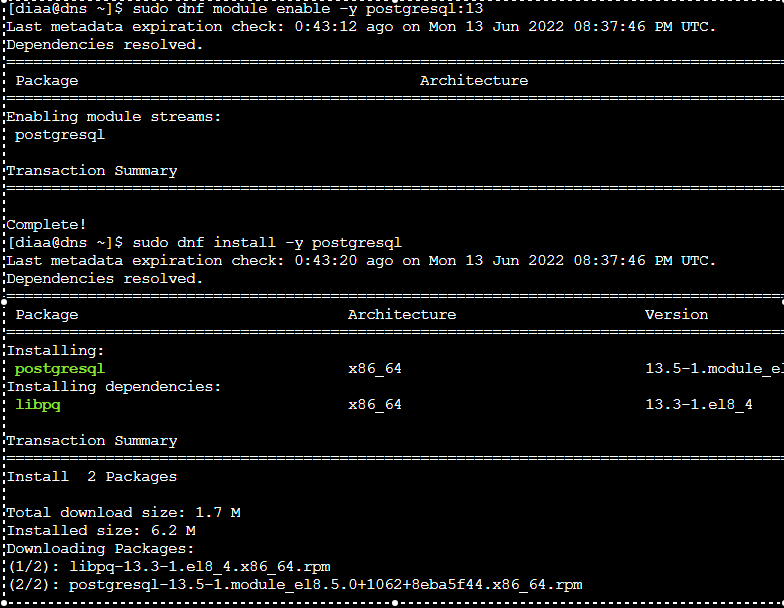 [diaa@dns ~]$ sudo dnf module enable -y postgresql:13
Last metadata expiration check: 0:43:12 ago on Mon 13 Jun 2022 08:37:46 PM UTC.
Dependencies resolved.
================================================================================
Package Architecture
================================================================================
Enabling module streams:
postgresql
Transaction Summary
================================================================================
Complete!
[diaa@dns ~]$ sudo dnf install -y postgresql
Last metadata expiration check: 0:43:20 ago on Mon 13 Jun 2022 08:37:46 PM UTC.
Dependencies resolved.
================================================================================
Package Architecture Version
================================================================================
Installing:
postgresql x86_64 13.5-1.module_el
Installing dependencies:
libpq x86_64 13.3-1.el8_4
Transaction Summary
================================================================================
Install 2 Packages
Total download size: 1.7 M
Installed size: 6.2 M
Downloading Packages:
(1/2): libpq-13.3-1.el8_4.x86_64.rpm
(2/2): postgresql-13.5-1.module_el8.5.0+1062+8eba5f44.x86_64.rpm